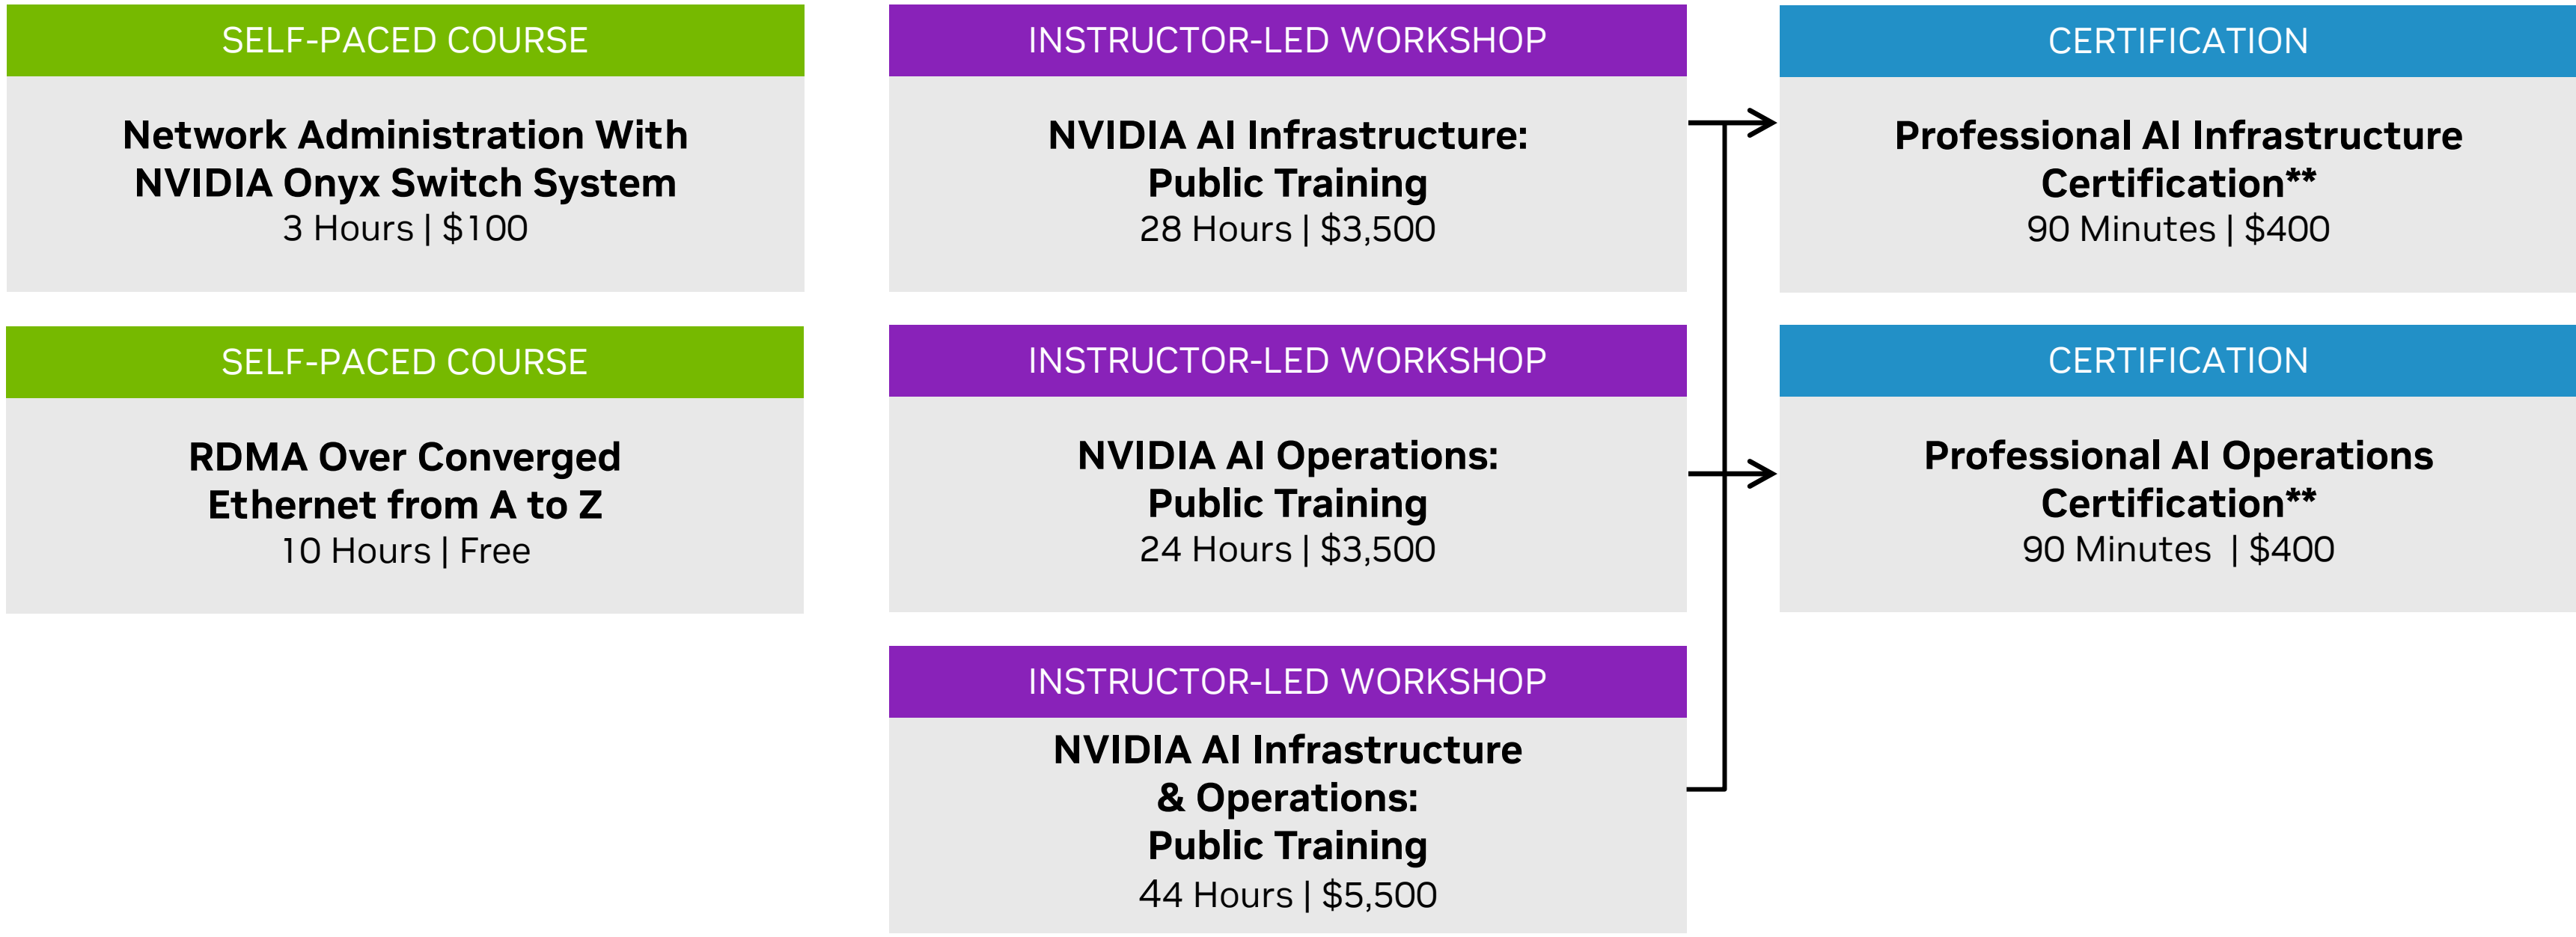 SELF-PACED COURSE
Network Administration With
NVIDIA Onyx Switch System
3 Hours | $100
SELF-PACED COURSE
RDMA Over Converged
Ethernet from A to Z
10 Hours | Free
INSTRUCTOR-LED WORKSHOP
NVIDIA AI Infrastructure:
Public Training
28 Hours | $3,500
INSTRUCTOR-LED WORKSHOP
NVIDIA AI Operations:
Public Training
24 Hours | $3,500
INSTRUCTOR-LED WORKSHOP
NVIDIA AI Infrastructure
& Operations:
Public Training
44 Hours | $5,500
CERTIFICATION
Professional AI Infrastructure
Certification**
90 Minutes | $400
CERTIFICATION
Professional AI Operations
Certification**
90 Minutes | $400